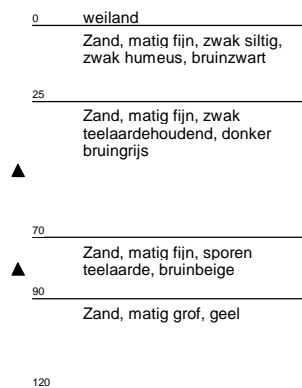 0 weiland
Zand, matig fijn, zwak siltig,
zwak humeus, bruinzwart
25
Zand, matig fijn, zwak
teelaardehoudend, donker
bruingrijs
70
Zand, matig fijn, sporen
teelaarde, bruinbeige
90
Zand, matig grof, geel
120